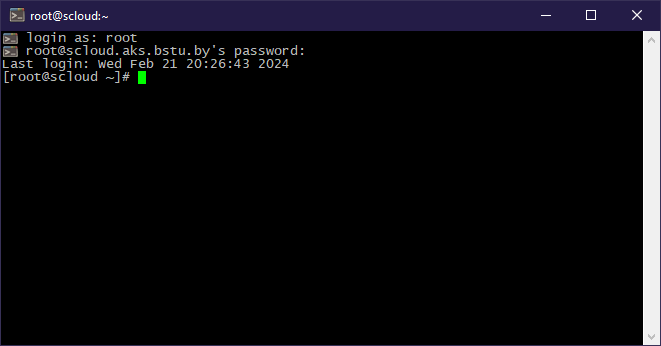 root@scloud:~
login as: root
root@scloud.aks.bstu.by's password:
Last login: Wed Feb 21 20:26:43 2024
[root@scloud ~]#